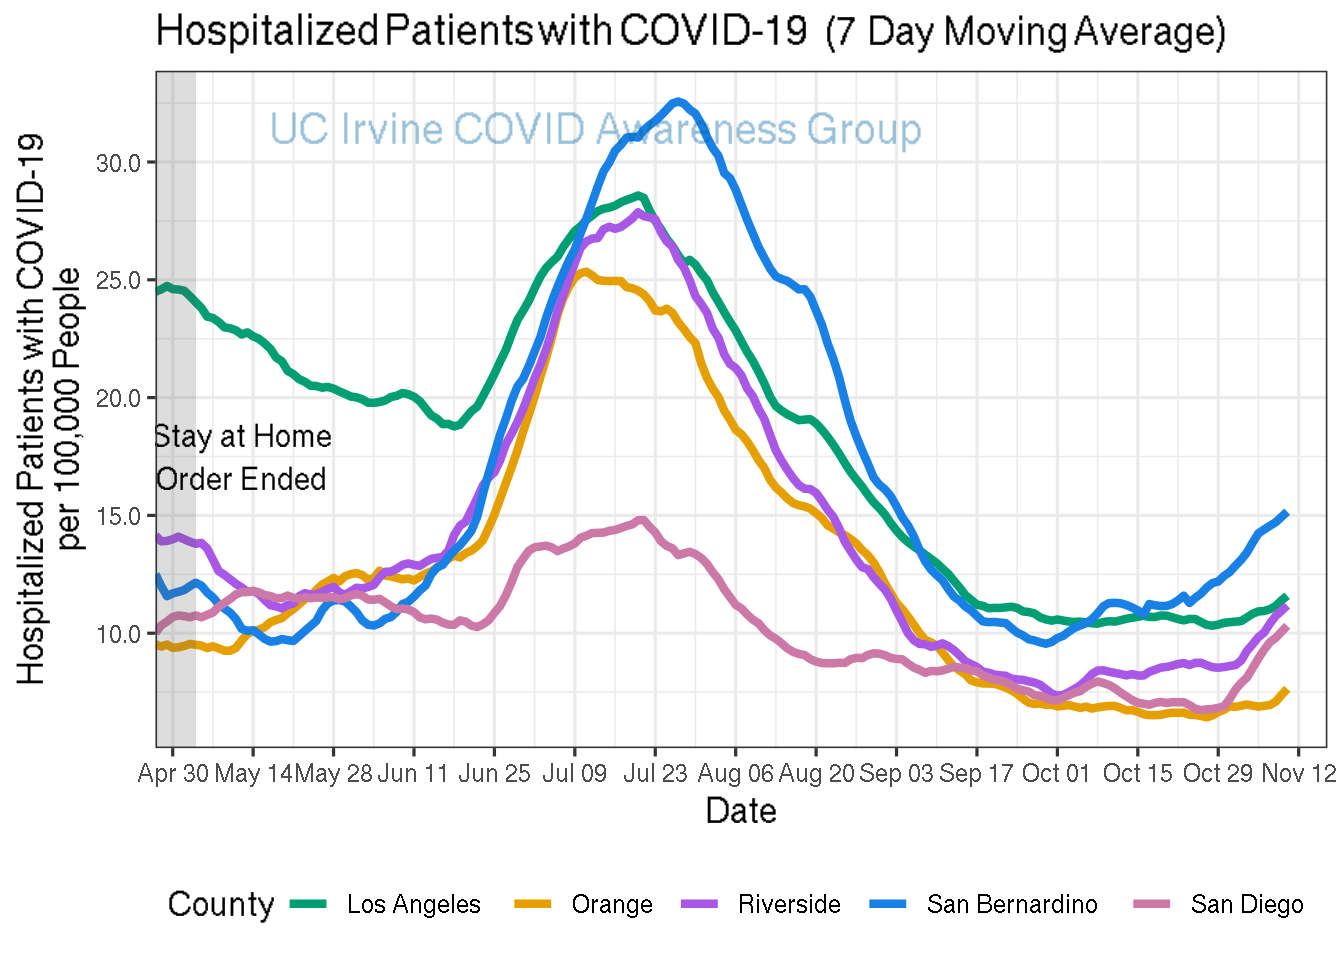 Hospitalized Patients with COVID-19 (7 Day Moving Average)
UC Irvine COVID Awareness Group
Hospitalized Patients with COVID-19
per 100,000 People
30.0
25.0
20.0
15.0
10.0
Stay at Home
Order Ended
Apr 30 May 14 May 28 Jun 11 Jun 25 Jul 09 Jul 23 Aug 06 Aug 20 Sep 03 Sep 17 Oct 01 Oct 15 Oct 29 Nov 12
Date
County Los Angeles Orange Riverside San Bernardino San Diego